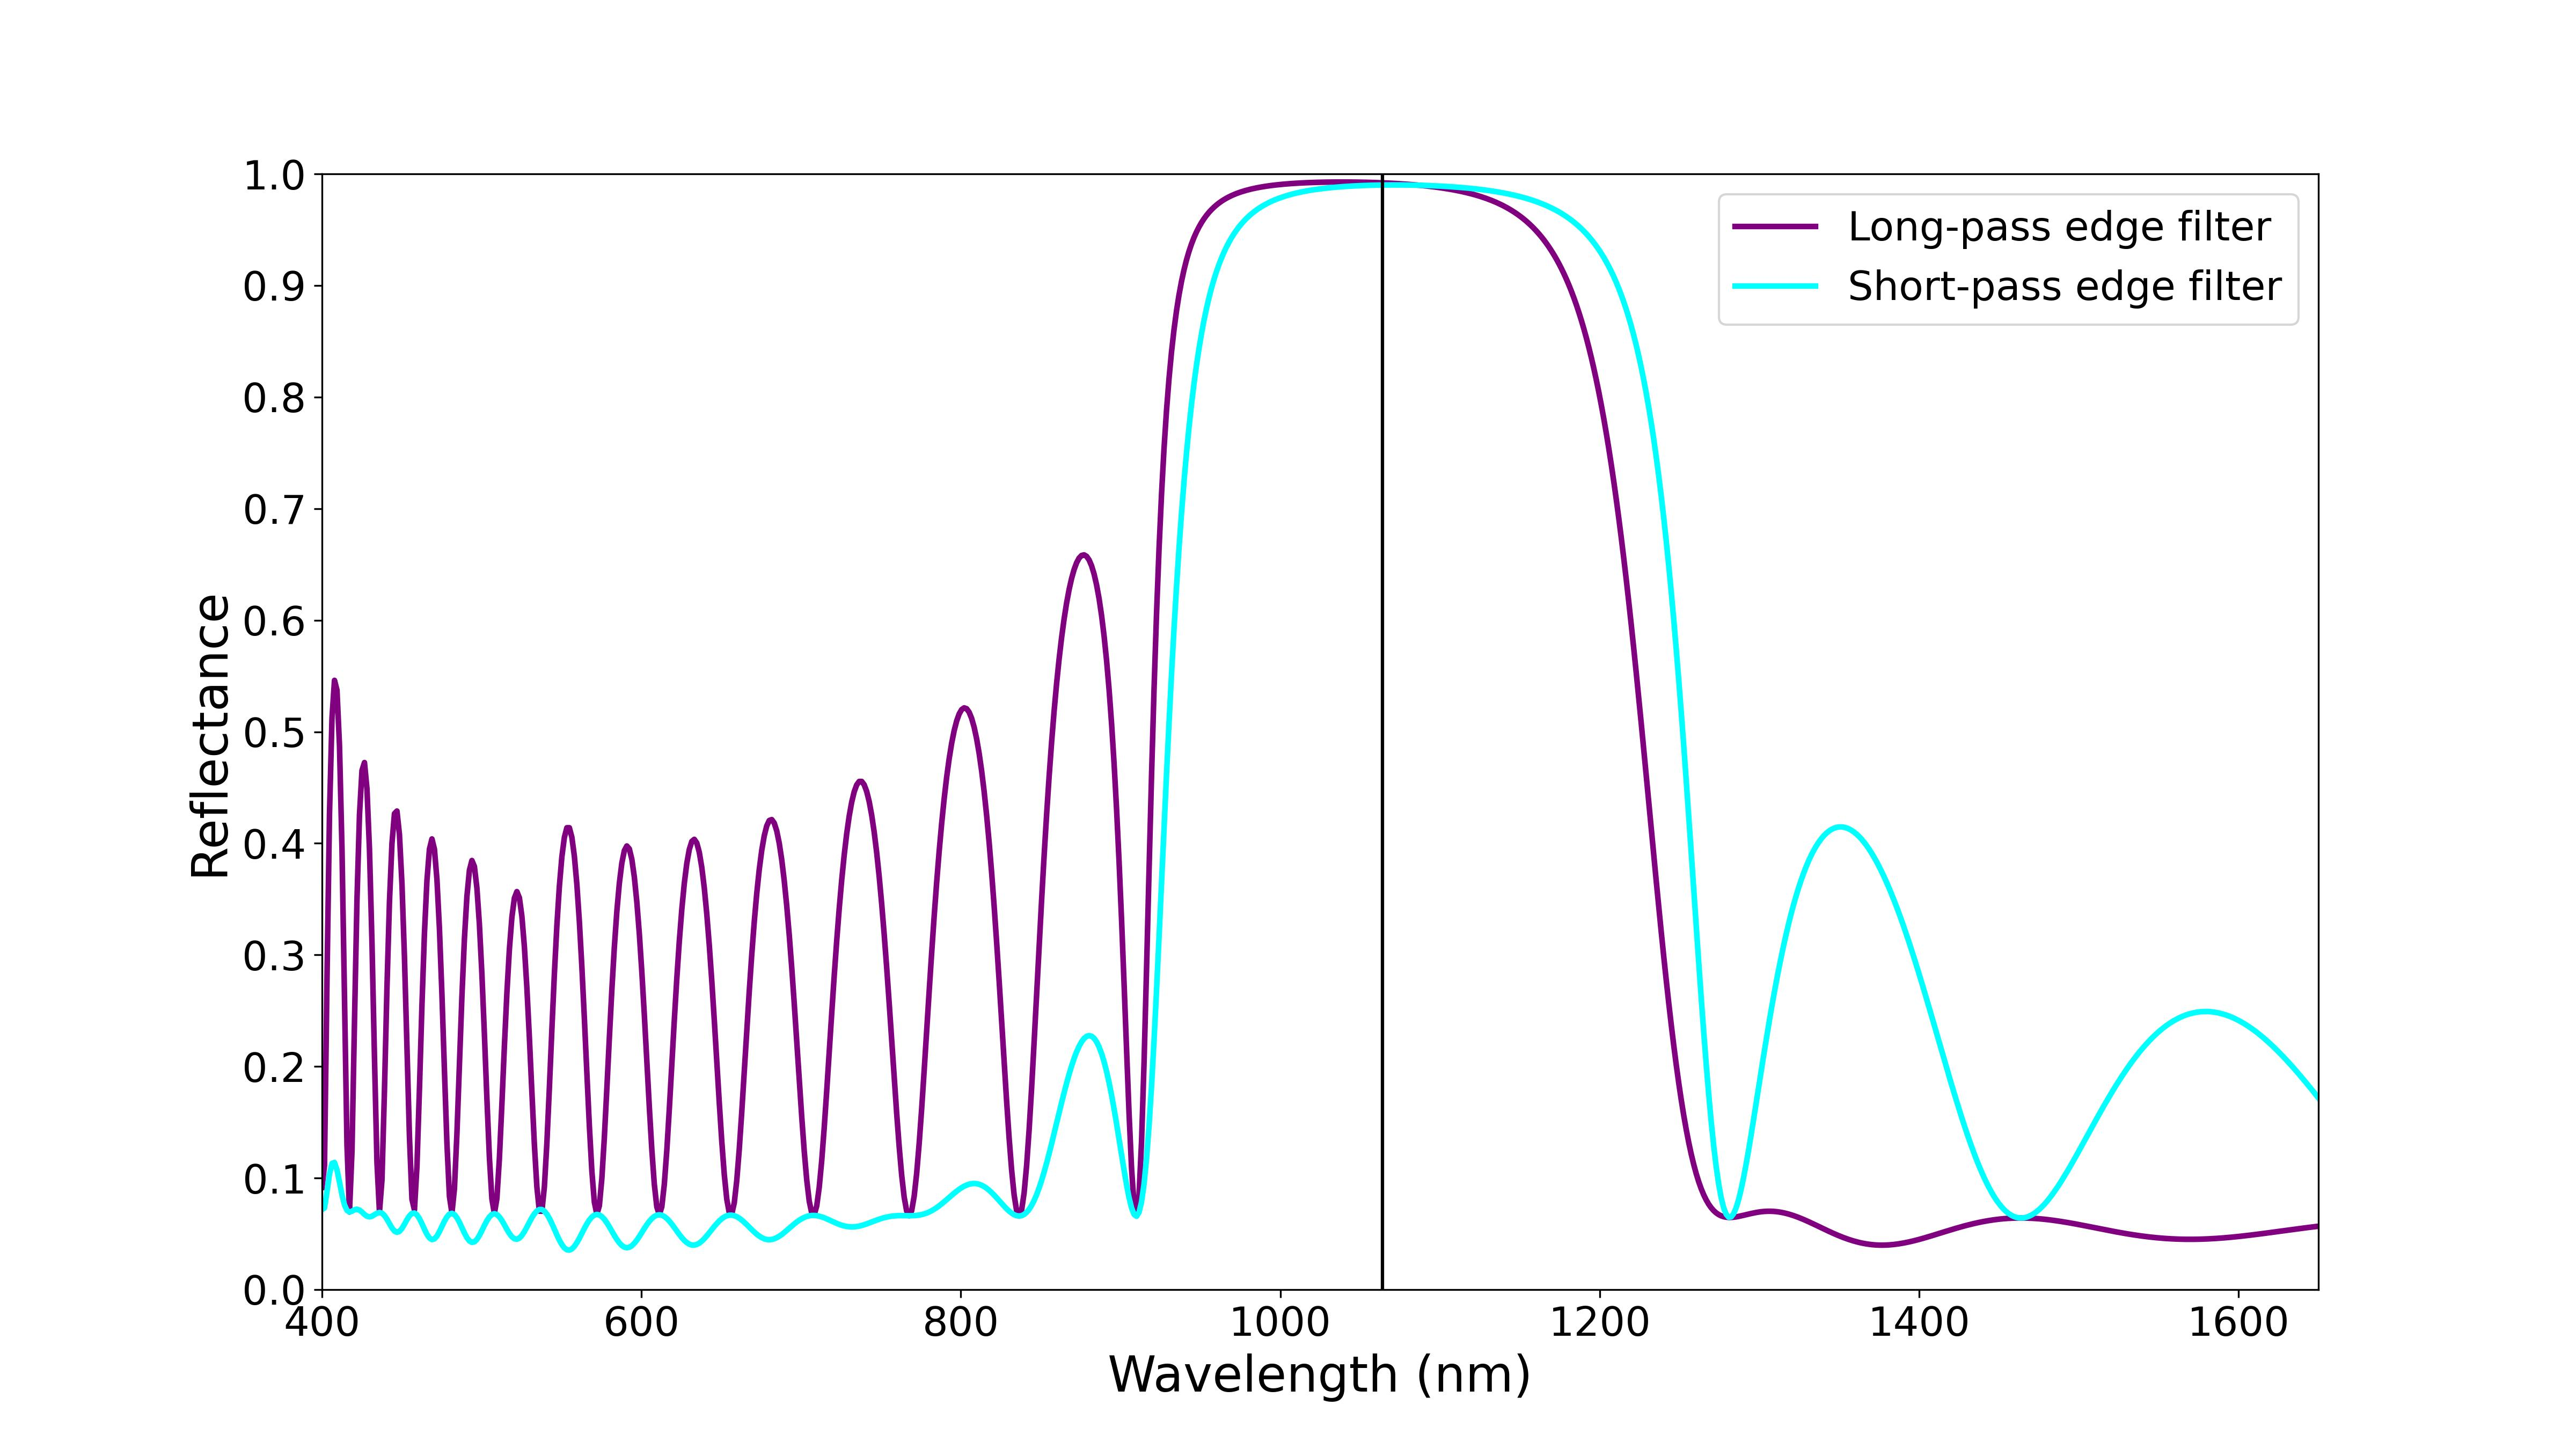 Long-pass edge filter
Short-pass edge filter
Reflectance
1.0
0.9
0.8
0.7
0.6
0.5
0.4
0.3
0.2
0.1
0.0
400 600 800 1000 1200 1400 1600
Wavelength (nm)